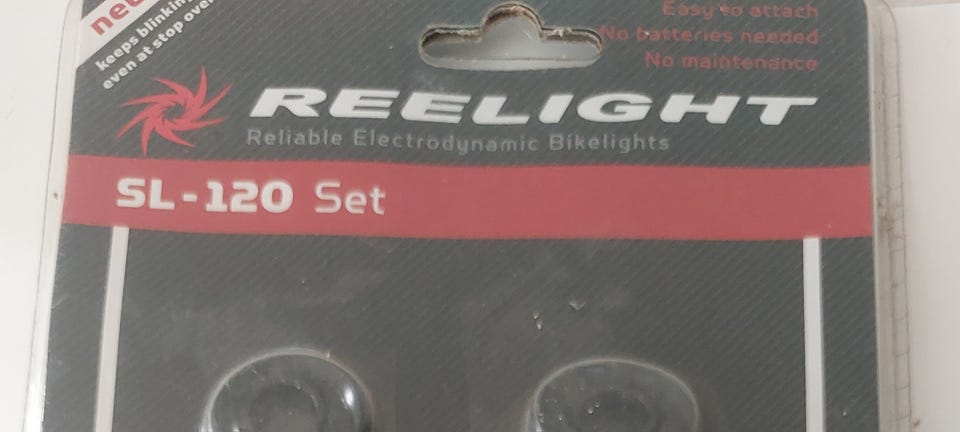 keeps blinking
even at stop over
Easy to attach
No batteries needed
No maintenance
REELIGHT
Reliable Electrodynamic Bikelights
SL-120 Set